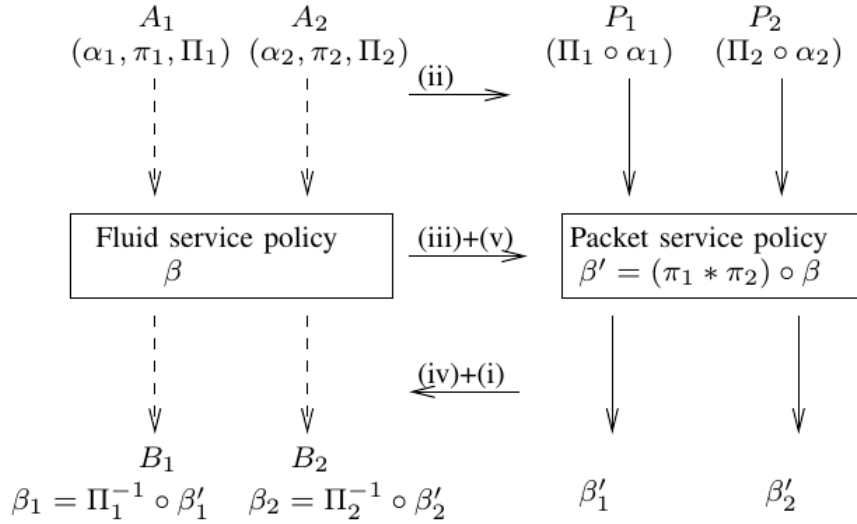 A₁ A₂ P₁ P₂
(α₁, π₁, Π₁) (α₂, π₂, Π₂) (Π₁ ∘ α₁) (Π₂ ∘ α₂)
(ii)
Fluid service policy (iii)+(v) Packet service policy
β β′ = (π₁ * π₂) ∘ β
(iv)+(i)
B₁ B₂
β₁ = Π₁⁻¹ ∘ β′₁ β₂ = Π₂⁻¹ ∘ β′₂ β′₁ β′₂